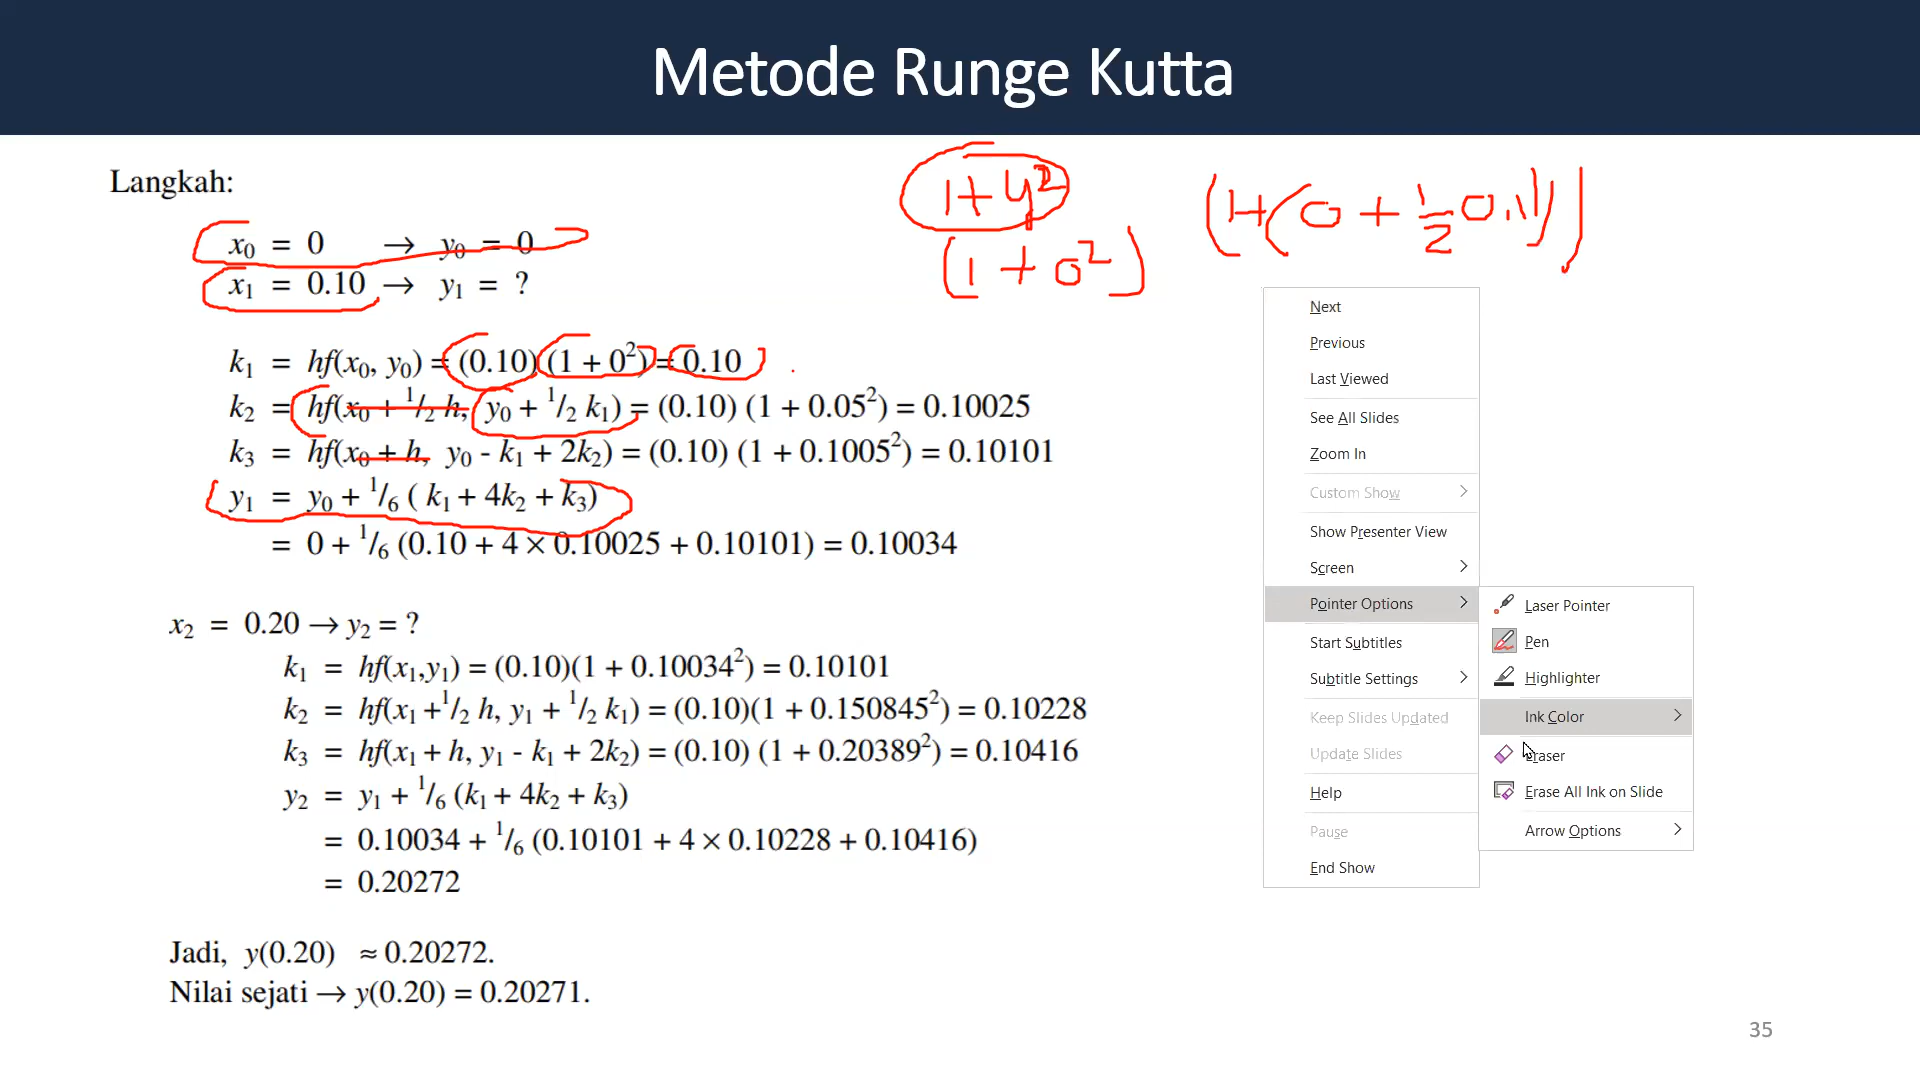 Metode Runge Kutta
1 + y²
(1 + 0²)
(1+(0 + ½ 0.1))
Langkah:
x₀ = 0 → y₀ = 0
x₁ = 0.10 → y₁ = ?
k₁ = hf(x₀, y₀) = (0.10) (1 + 0²) = 0.10
k₂ = hf(x₀ + ¹/₂ h, y₀ + ¹/₂ k₁) = (0.10) (1 + 0.05²) = 0.10025
k₃ = hf(x₀ + h, y₀ - k₁ + 2k₂) = (0.10) (1 + 0.1005²) = 0.10101
y₁ = y₀ + ¹/₆ ( k₁ + 4k₂ + k₃)
= 0 + ¹/₆ (0.10 + 4 × 0.10025 + 0.10101) = 0.10034
x₂ = 0.20 → y₂ = ?
k₁ = hf(x₁,y₁) = (0.10)(1 + 0.10034²) = 0.10101
k₂ = hf(x₁ +¹/₂ h, y₁ + ¹/₂ k₁) = (0.10)(1 + 0.150845²) = 0.10228
k₃ = hf(x₁ + h, y₁ - k₁ + 2k₂) = (0.10) (1 + 0.20389²) = 0.10416
y₂ = y₁ + ¹/₆ (k₁ + 4k₂ + k₃)
= 0.10034 + ¹/₆ (0.10101 + 4 × 0.10228 + 0.10416)
= 0.20272
Jadi, y(0.20) ≈ 0.20272.
Nilai sejati → y(0.20) = 0.20271.
Next
Previous
Last Viewed
See All Slides
Zoom In
Custom Show
Show Presenter View
Screen
Pointer Options
Start Subtitles
Subtitle Settings
Keep Slides Updated
Update Slides
Help
Pause
End Show
Laser Pointer
Pen
Highlighter
Ink Color
Eraser
Erase All Ink on Slide
Arrow Options
35